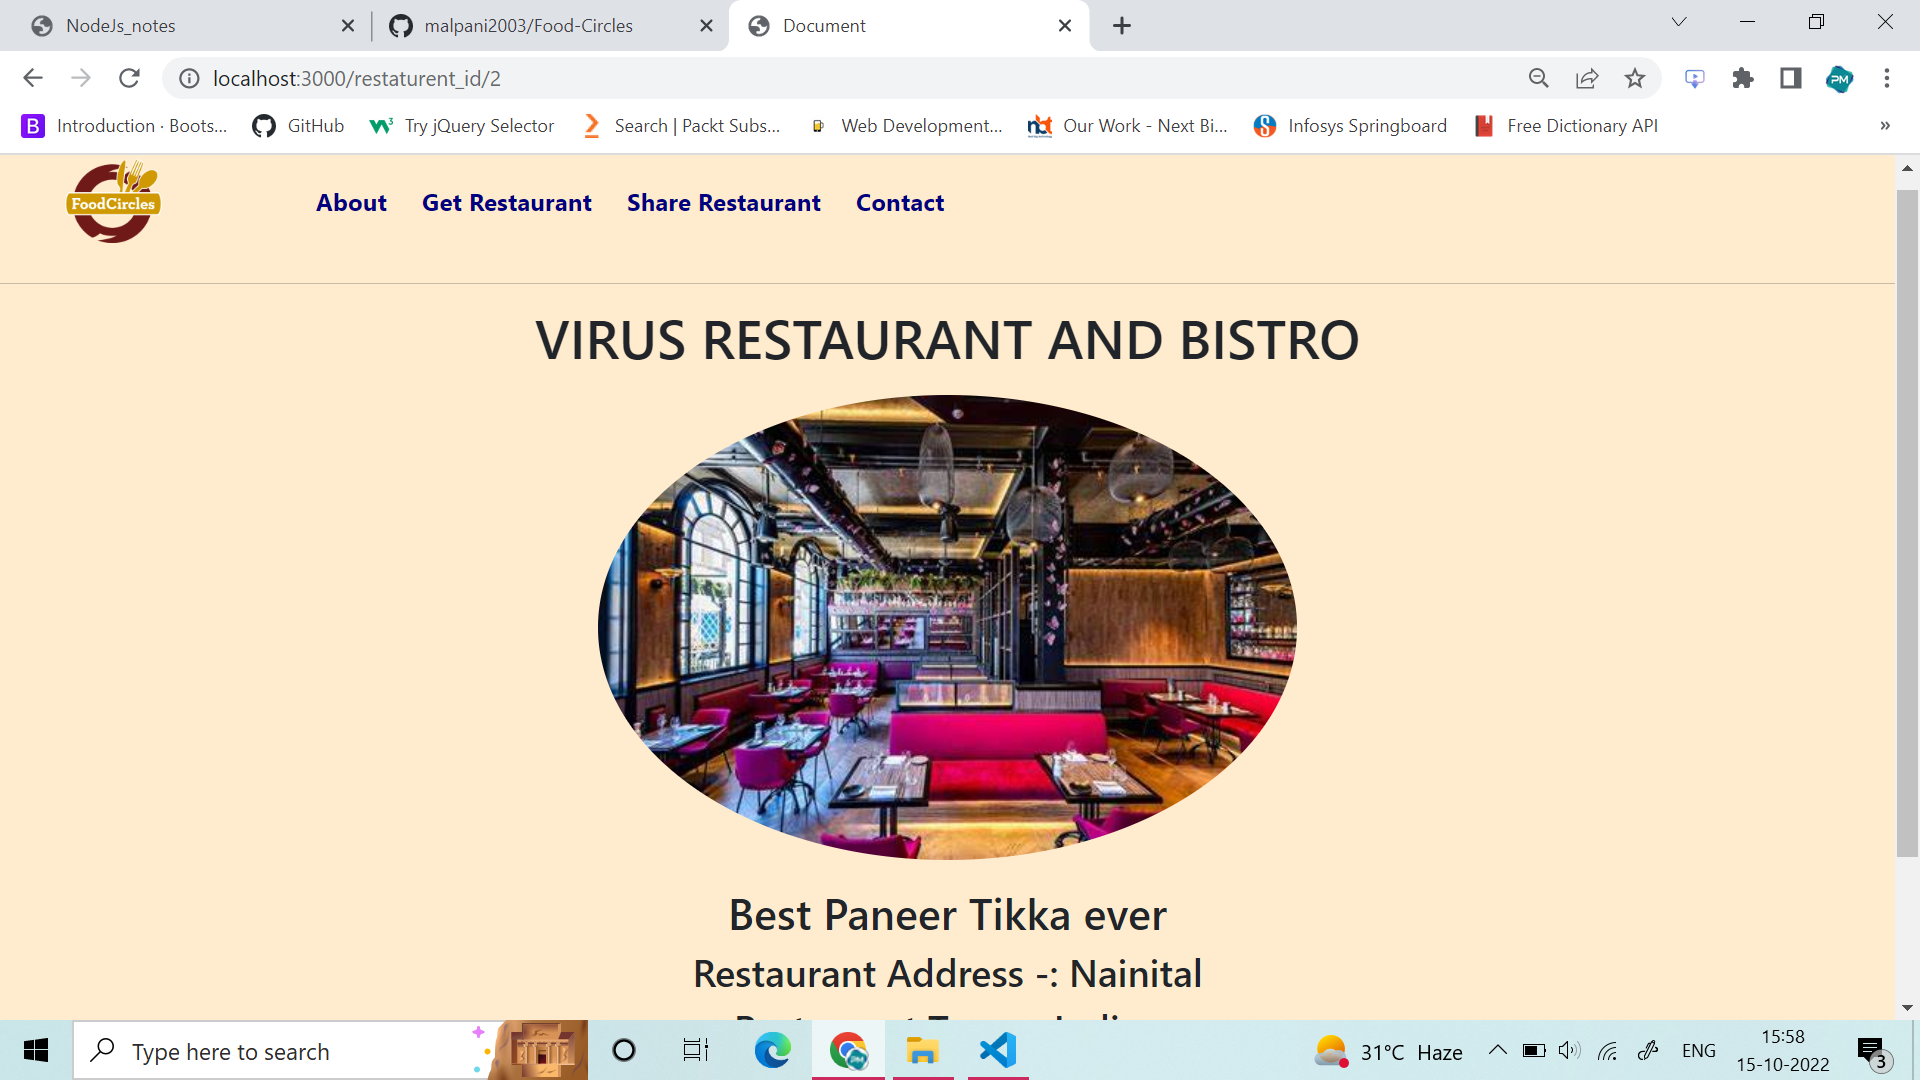 NodeJs_notes
malpani2003/Food-Circles
Document
localhost:3000/restaturent_id/2
B Introduction · Boots...
GitHub
Try jQuery Selector
Search | Packt Subs...
Web Development...
Our Work - Next Bi...
Infosys Springboard
Free Dictionary API
»
FoodCircles
About
Get Restaurant
Share Restaurant
Contact
VIRUS RESTAURANT AND BISTRO
Best Paneer Tikka ever
Restaurant Address -: Nainital
Type here to search
31°C Haze
ENG
15:58
15-10-2022
3